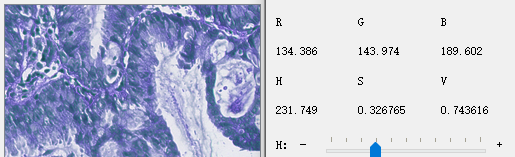 R G B
134.386 143.974 189.602
H S V
231.749 0.326765 0.743616
H: − +